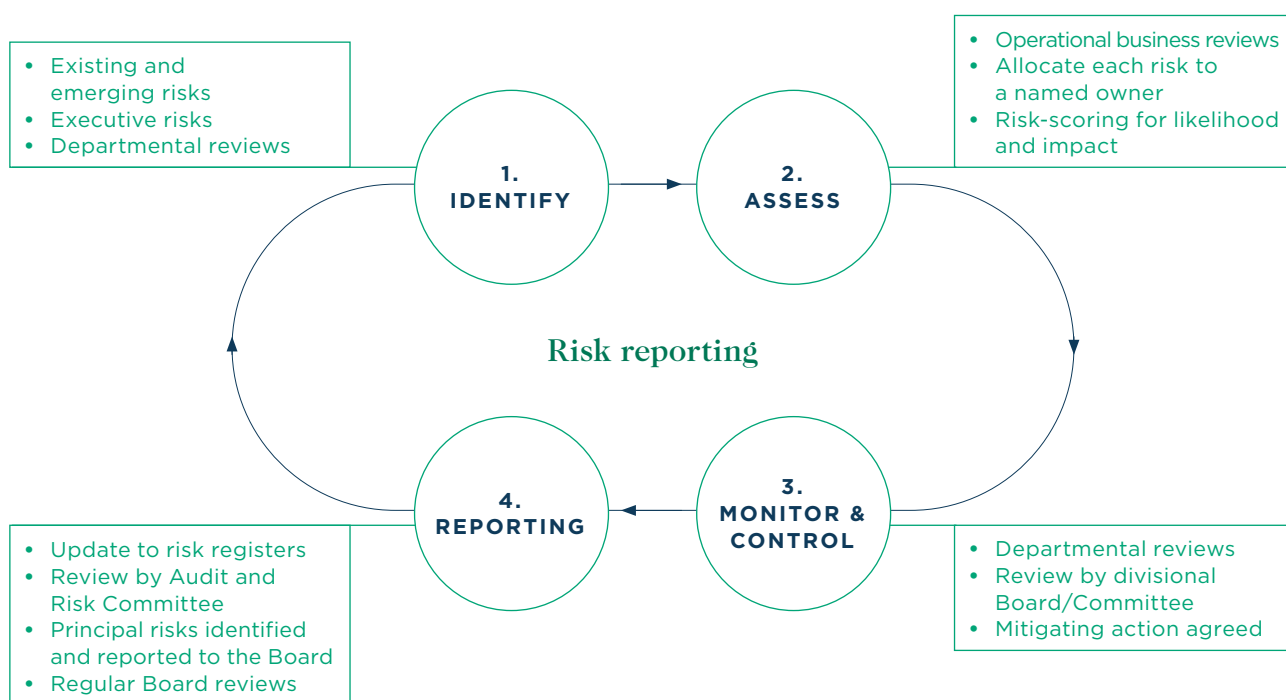 • Existing and
emerging risks
• Executive risks
• Departmental reviews
1.
IDENTIFY
2.
ASSESS
• Operational business reviews
• Allocate each risk to
a named owner
• Risk-scoring for likelihood
and impact
Risk reporting
4.
REPORTING
3.
MONITOR &
CONTROL
• Update to risk registers
• Review by Audit and
Risk Committee
• Principal risks identified
and reported to the Board
• Regular Board reviews
• Departmental reviews
• Review by divisional
Board/Committee
• Mitigating action agreed